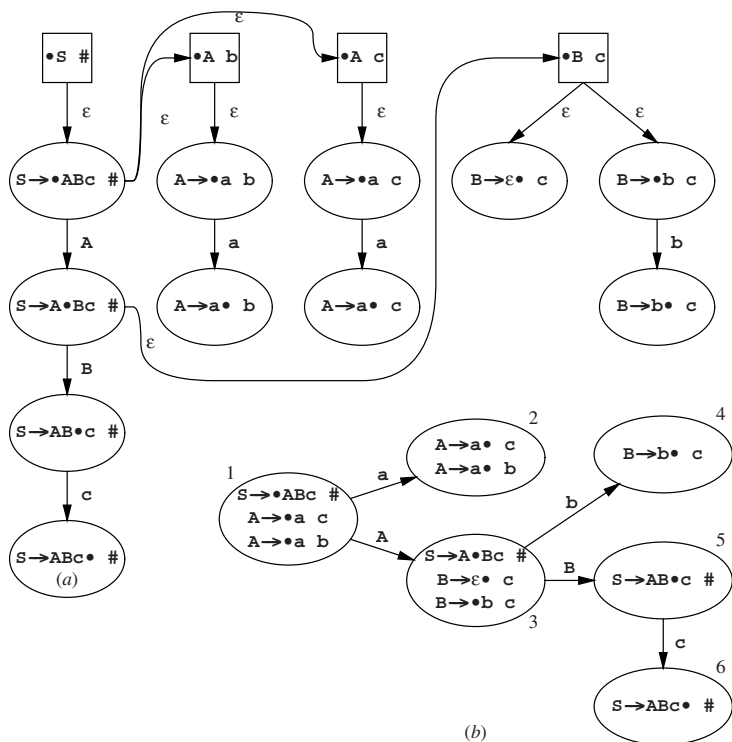 ε
•S #
•A b
•A c
•B c
ε
ε
ε
ε
ε
ε
S→•ABc #
A→•a b
A→•a c
B→ε• c
B→•b c
A
a
a
b
S→A•Bc #
A→a• b
A→a• c
B→b• c
B
ε
S→AB•c #
c
S→ABc• #
(a)
1
S→•ABc #
A→•a c
A→•a b
a
A
2
A→a• c
A→a• b
S→A•Bc #
B→ε• c
B→•b c
3
b
B
4
B→b• c
5
S→AB•c #
c
6
S→ABc• #
(b)